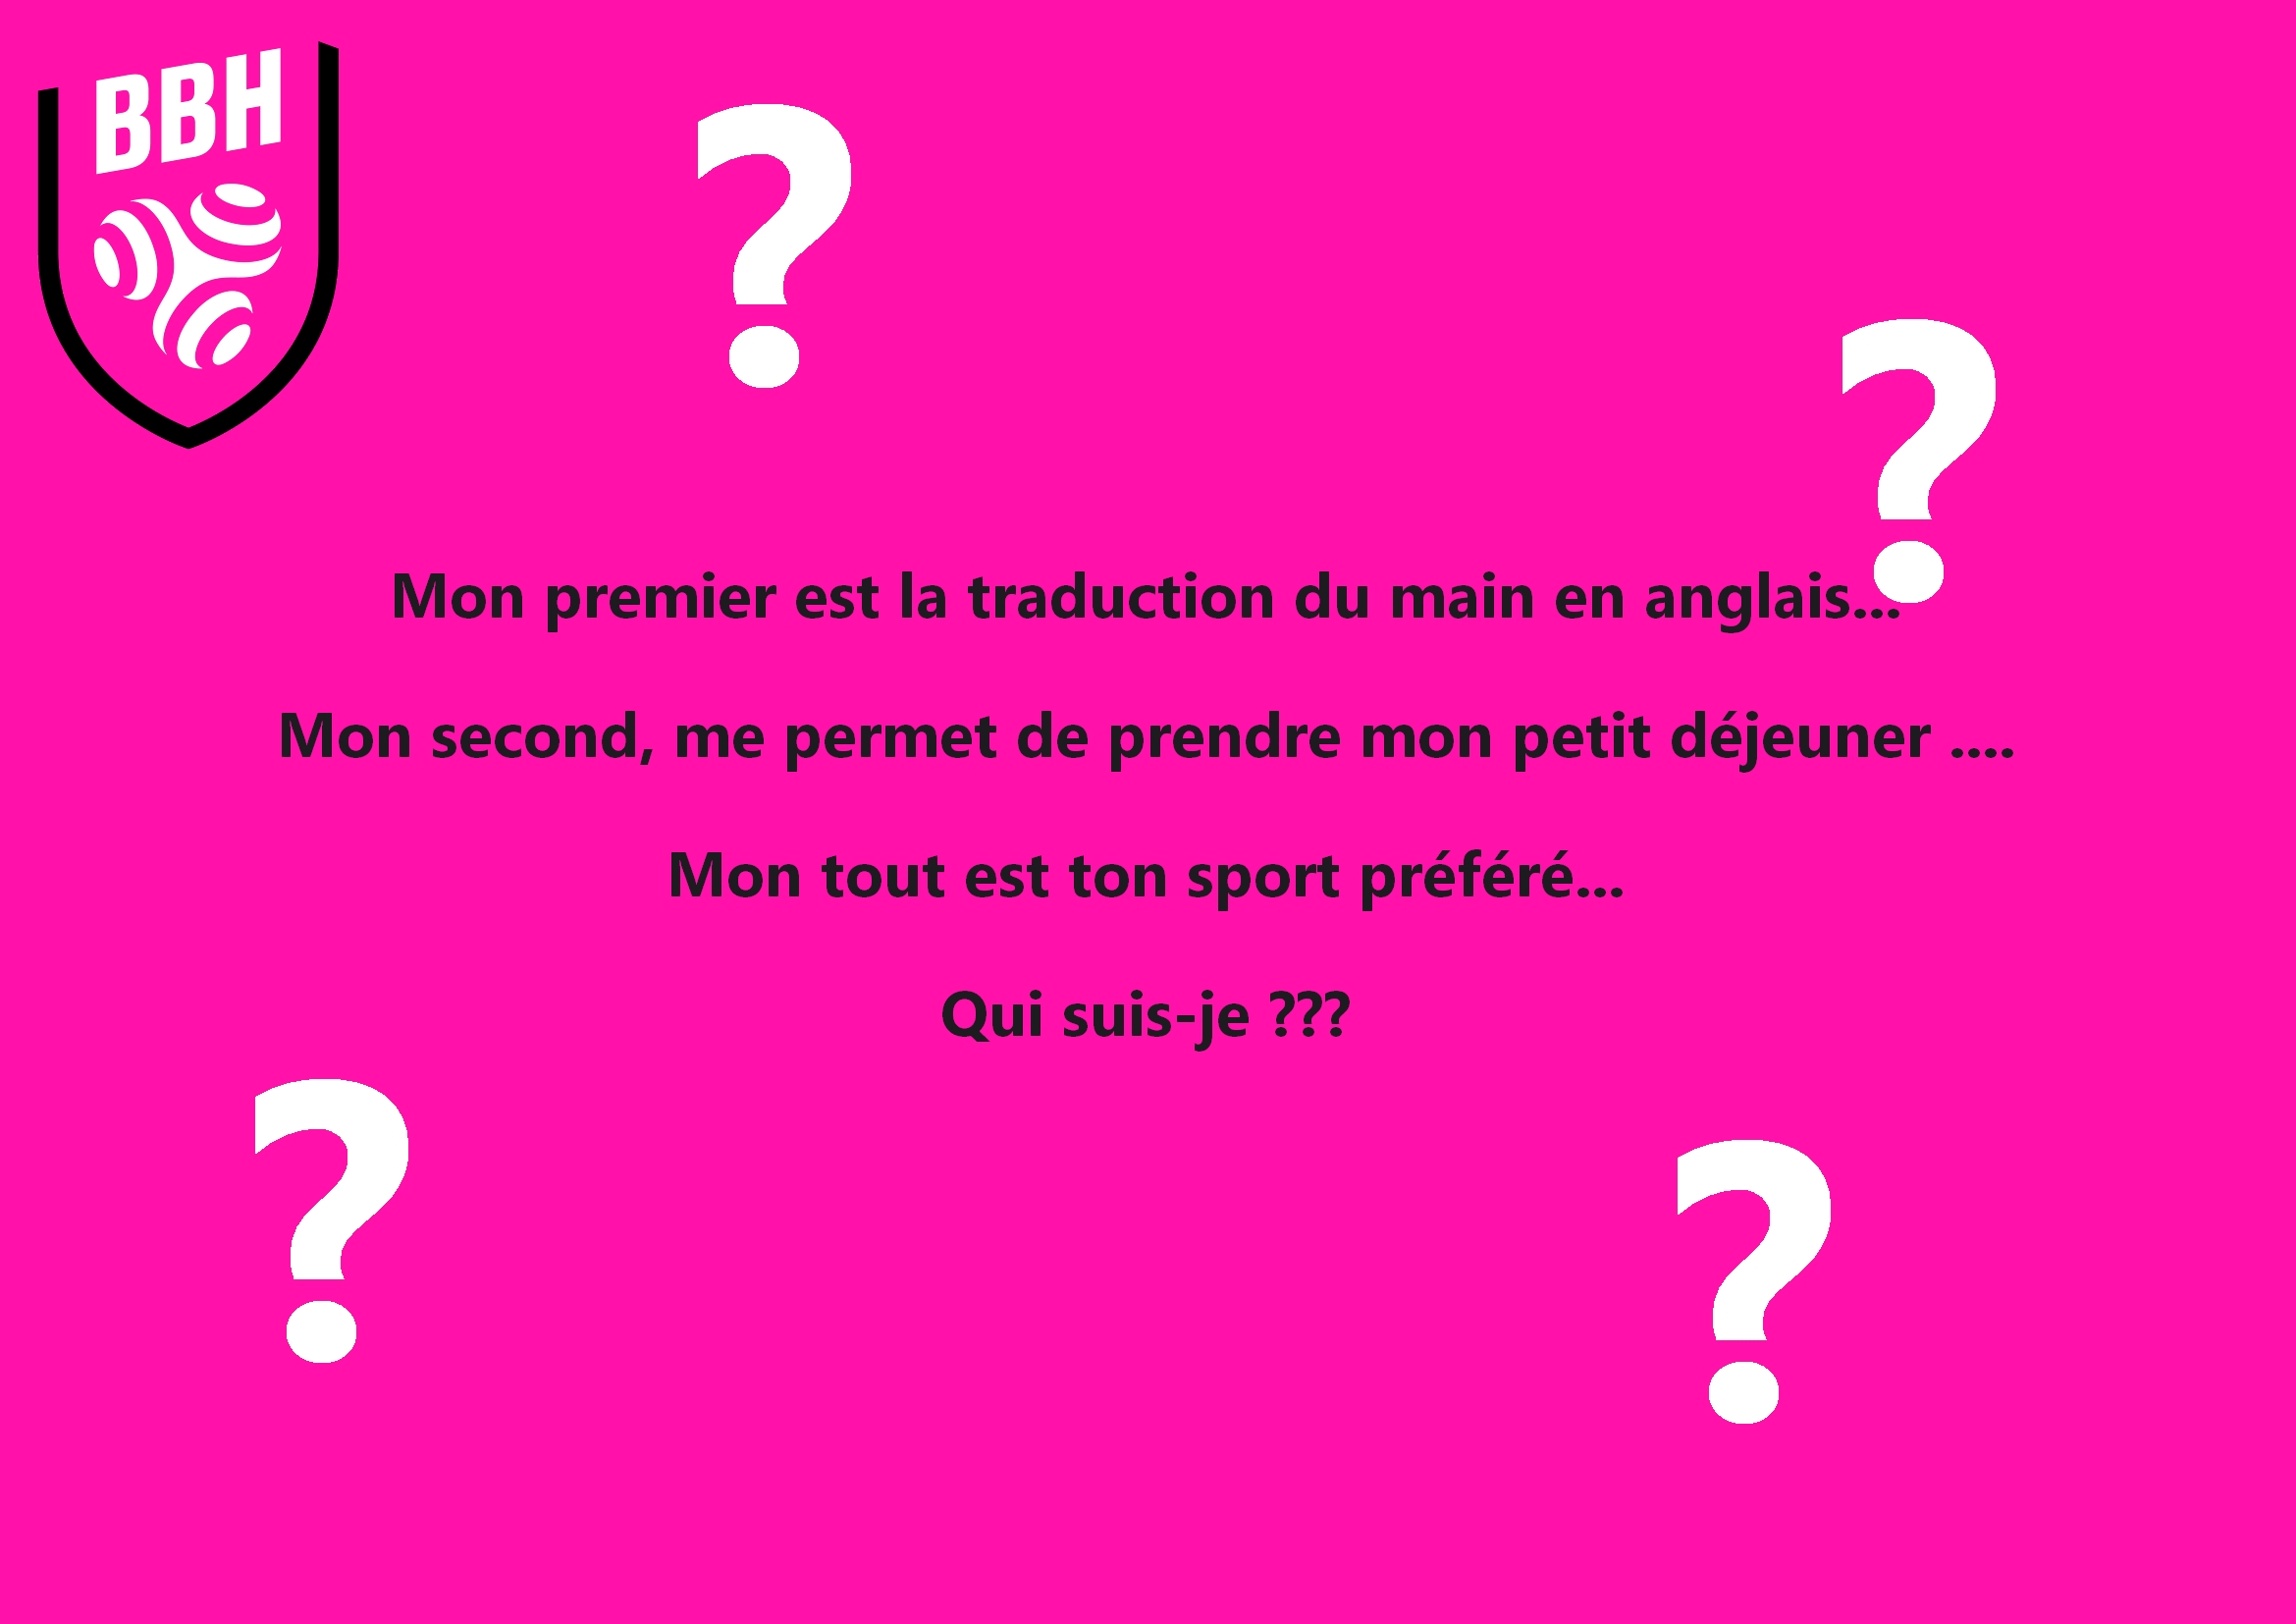 BBH
?
?
Mon premier est la traduction du main en anglais...
Mon second, me permet de prendre mon petit déjeuner ....
Mon tout est ton sport préféré...
Qui suis-je ???
?
?